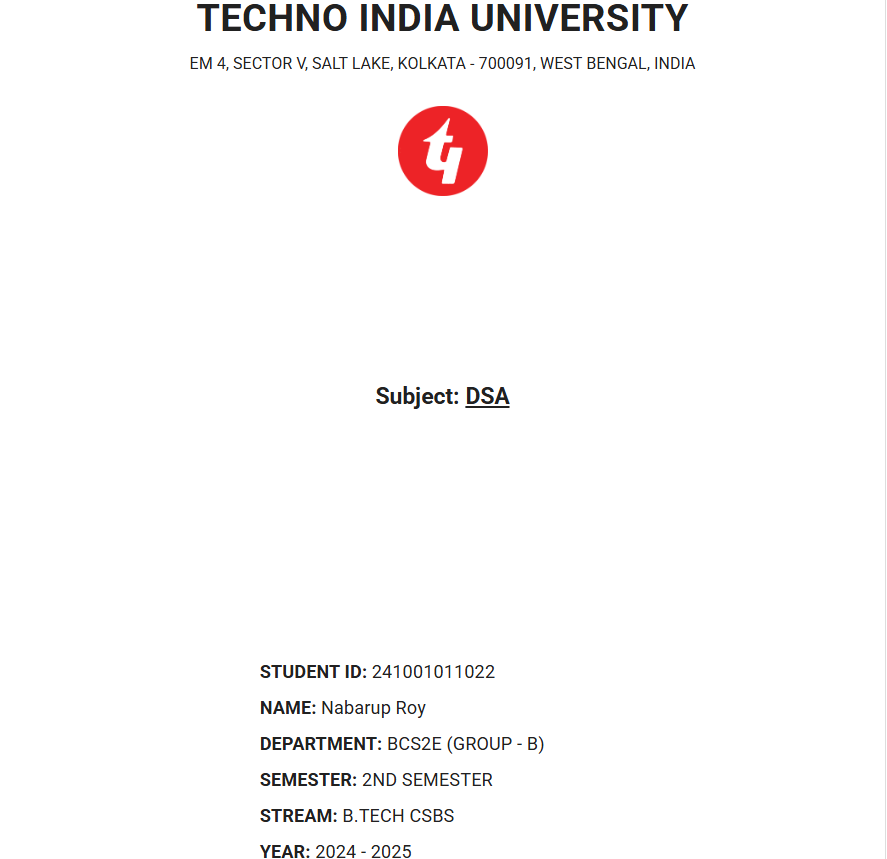 TECHNO INDIA UNIVERSITY
EM 4, SECTOR V, SALT LAKE, KOLKATA - 700091, WEST BENGAL, INDIA
Subject: DSA
STUDENT ID: 241001011022
NAME: Nabarup Roy
DEPARTMENT: BCS2E (GROUP - B)
SEMESTER: 2ND SEMESTER
STREAM: B.TECH CSBS
YEAR: 2024 - 2025